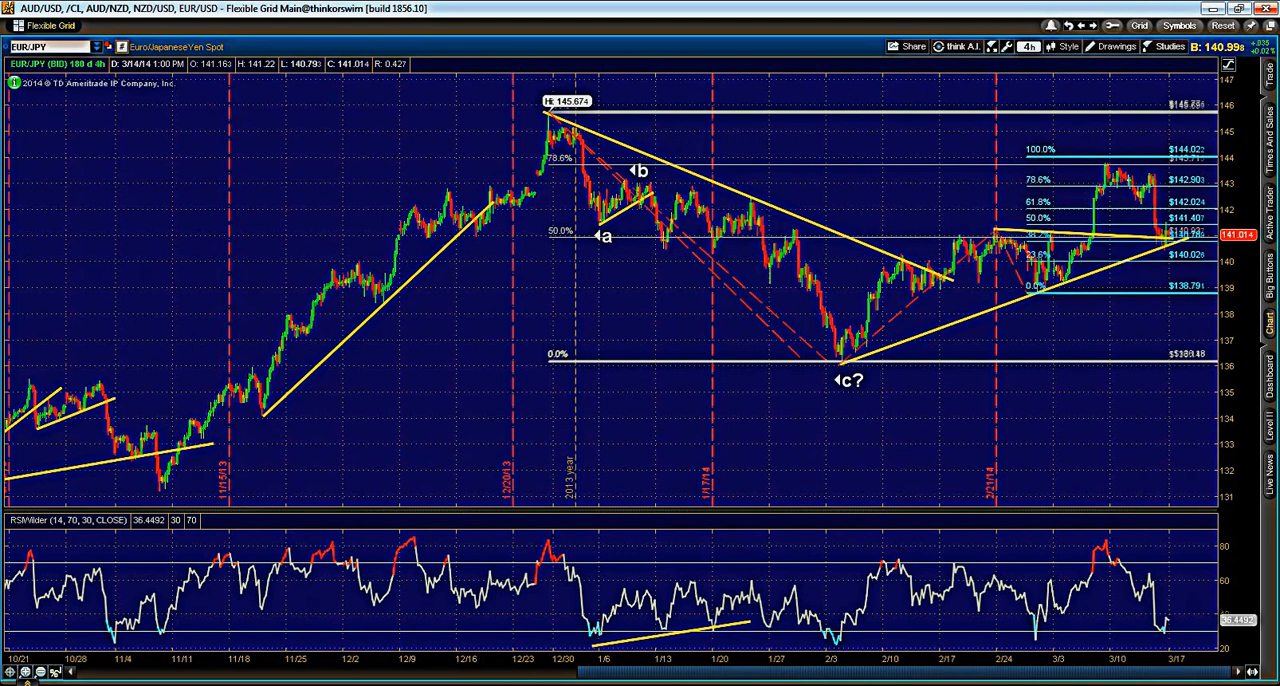 AUD/USD, /CL, AUD/NZD, NZD/USD, EUR/USD - Flexible Grid Main@thinkorswim [build 1856.10]
Flexible Grid Grid Symbols Reset
EUR/JPY # Euro/JapaneseYen Spot Share think A.I. 4h Style Drawings Studies B: 140.998 +.035
+0.02%
EUR/JPY (BID) 180 d 4h D: 3/14/14 1:00 PM O: 141.163 H: 141.22 L: 140.793 C: 141.014 R: 0.427
2014 © TD Ameritrade IP Company, Inc.
Hi: 145.674
147
146
145
144
143
142
141.014
140
139
138
137
136
135
134
133
132
131
100.0% $144.022
78.6%
78.6% $142.903
b
61.8% $142.024
50.0% $141.407
50.0%
a
23.6% $140.026
0.0% $138.791
0.0%
c?
11/15/13
12/20/13
2013 year
1/17/14
2/21/14
Trade
Times And Sales
Active Trader
Big Buttons
Chart
Dashboard
Level II
Live News
RSIWilder (14, 70, 30, CLOSE) 36.4492 30 70
80
60
40
36.4492
20
10/21 10/28 11/4 11/11 11/18 11/25 12/2 12/9 12/16 12/23 12/30 1/6 1/13 1/20 1/27 2/3 2/10 2/17 2/24 3/3 3/10 3/17